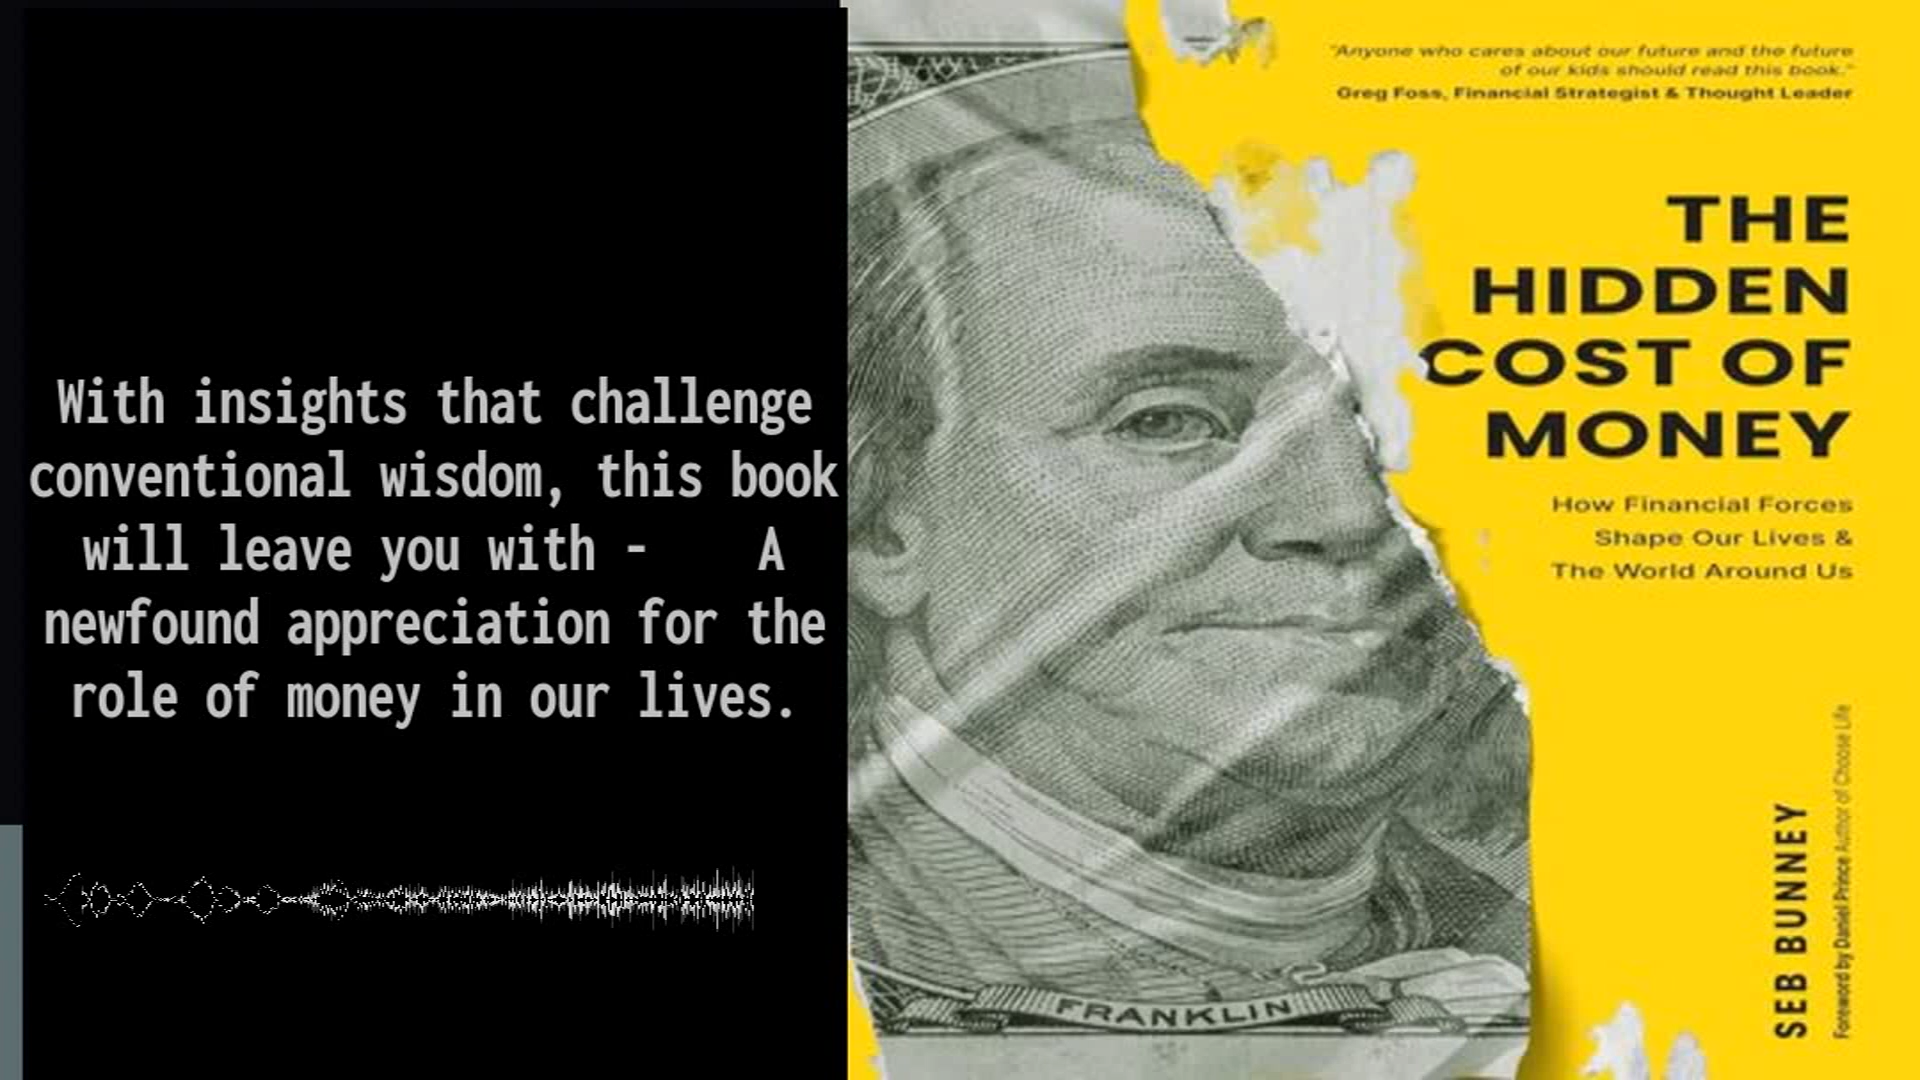 With insights that challenge
conventional wisdom, this book
will leave you with -    A
newfound appreciation for the
role of money in our lives.
"Anyone who cares about our future and the future
of our kids should read this book."
Greg Foss, Financial Strategist & Thought Leader
THE
HIDDEN
COST OF
MONEY
How Financial Forces
Shape Our Lives &
The World Around Us
SEB BUNNEY
Foreword by Daniel Prince Author of Choose Life
FRANKLIN